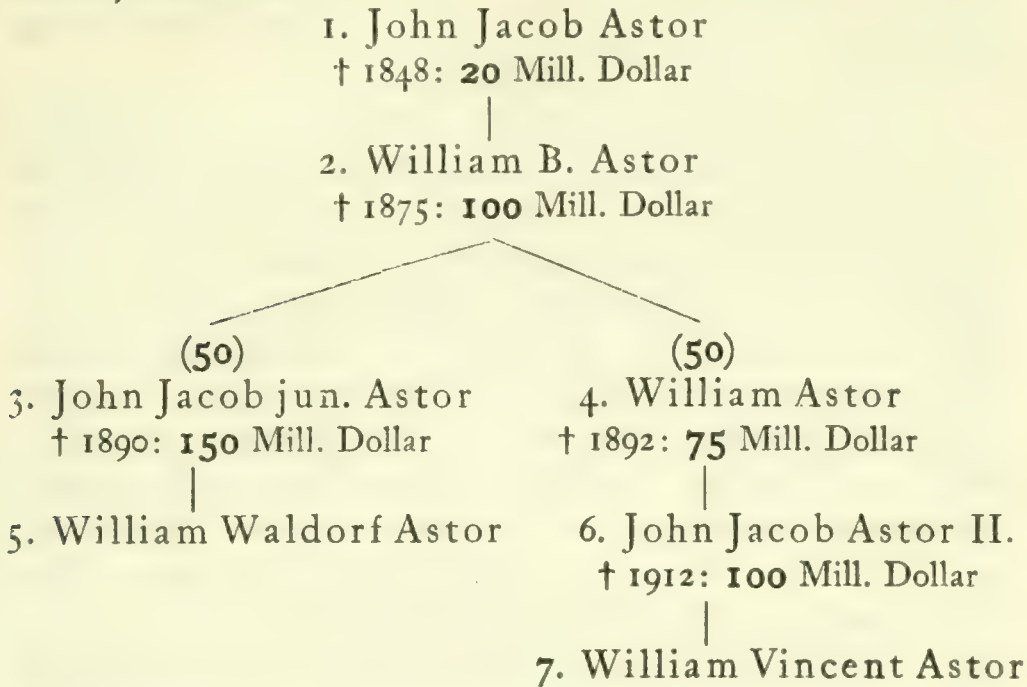 1. John Jacob Astor
† 1848: 20 Mill. Dollar
2. William B. Astor
† 1875: 100 Mill. Dollar
(50)
3. John Jacob jun. Astor
† 1890: 150 Mill. Dollar
5. William Waldorf Astor
(50)
4. William Astor
† 1892: 75 Mill. Dollar
6. John Jacob Astor II.
† 1912: 100 Mill. Dollar
7. William Vincent Astor